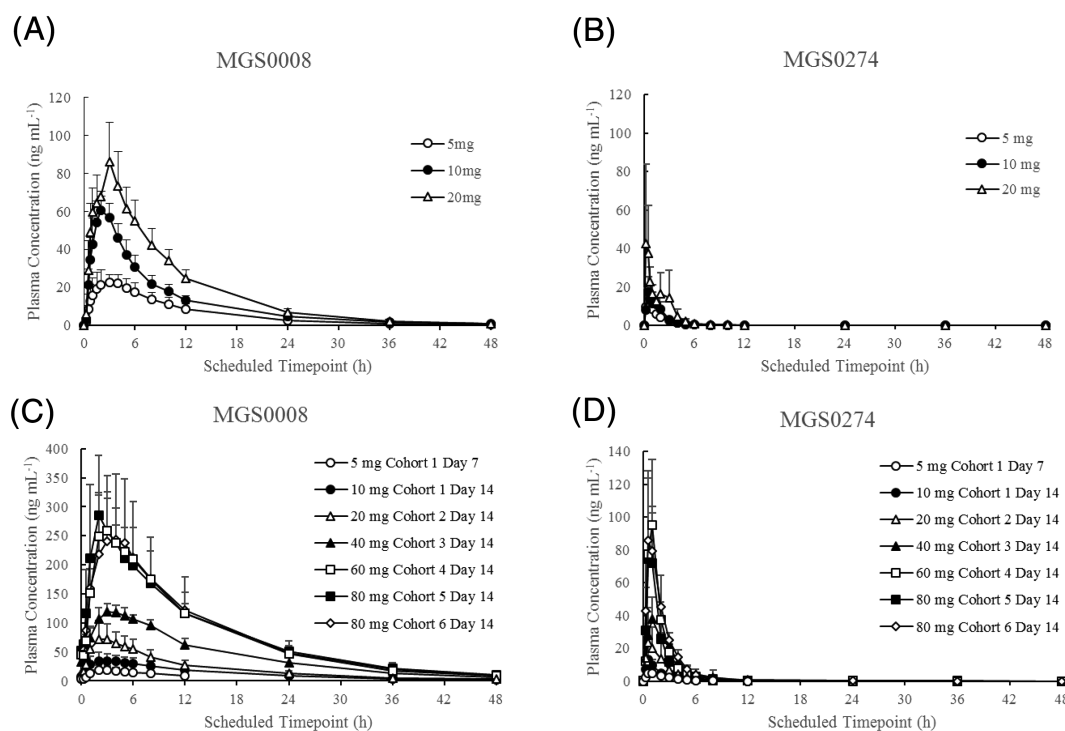 (A)
MGS0008
Plasma Concentration (ng mL-1)
120
100
80
60
40
20
0
5mg
10mg
20mg
0 6 12 18 24 30 36 42 48
Scheduled Timepoint (h)
(B)
MGS0274
Plasma Concentration (ng mL-1)
120
100
80
60
40
20
0
5 mg
10 mg
20 mg
0 6 12 18 24 30 36 42 48
Scheduled Timepoint (h)
(C)
MGS0008
Plasma Concentration (ng mL-1)
400
350
300
250
200
150
100
50
0
5 mg Cohort 1 Day 7
10 mg Cohort 1 Day 14
20 mg Cohort 2 Day 14
40 mg Cohort 3 Day 14
60 mg Cohort 4 Day 14
80 mg Cohort 5 Day 14
80 mg Cohort 6 Day 14
0 6 12 18 24 30 36 42 48
Scheduled Timepoint (h)
(D)
MGS0274
Plasma Concentration (ng mL-1)
140
120
100
80
60
40
20
0
5 mg Cohort 1 Day 7
10 mg Cohort 1 Day 14
20 mg Cohort 2 Day 14
40 mg Cohort 3 Day 14
60 mg Cohort 4 Day 14
80 mg Cohort 5 Day 14
80 mg Cohort 6 Day 14
0 6 12 18 24 30 36 42 48
Scheduled Timepoint (h)